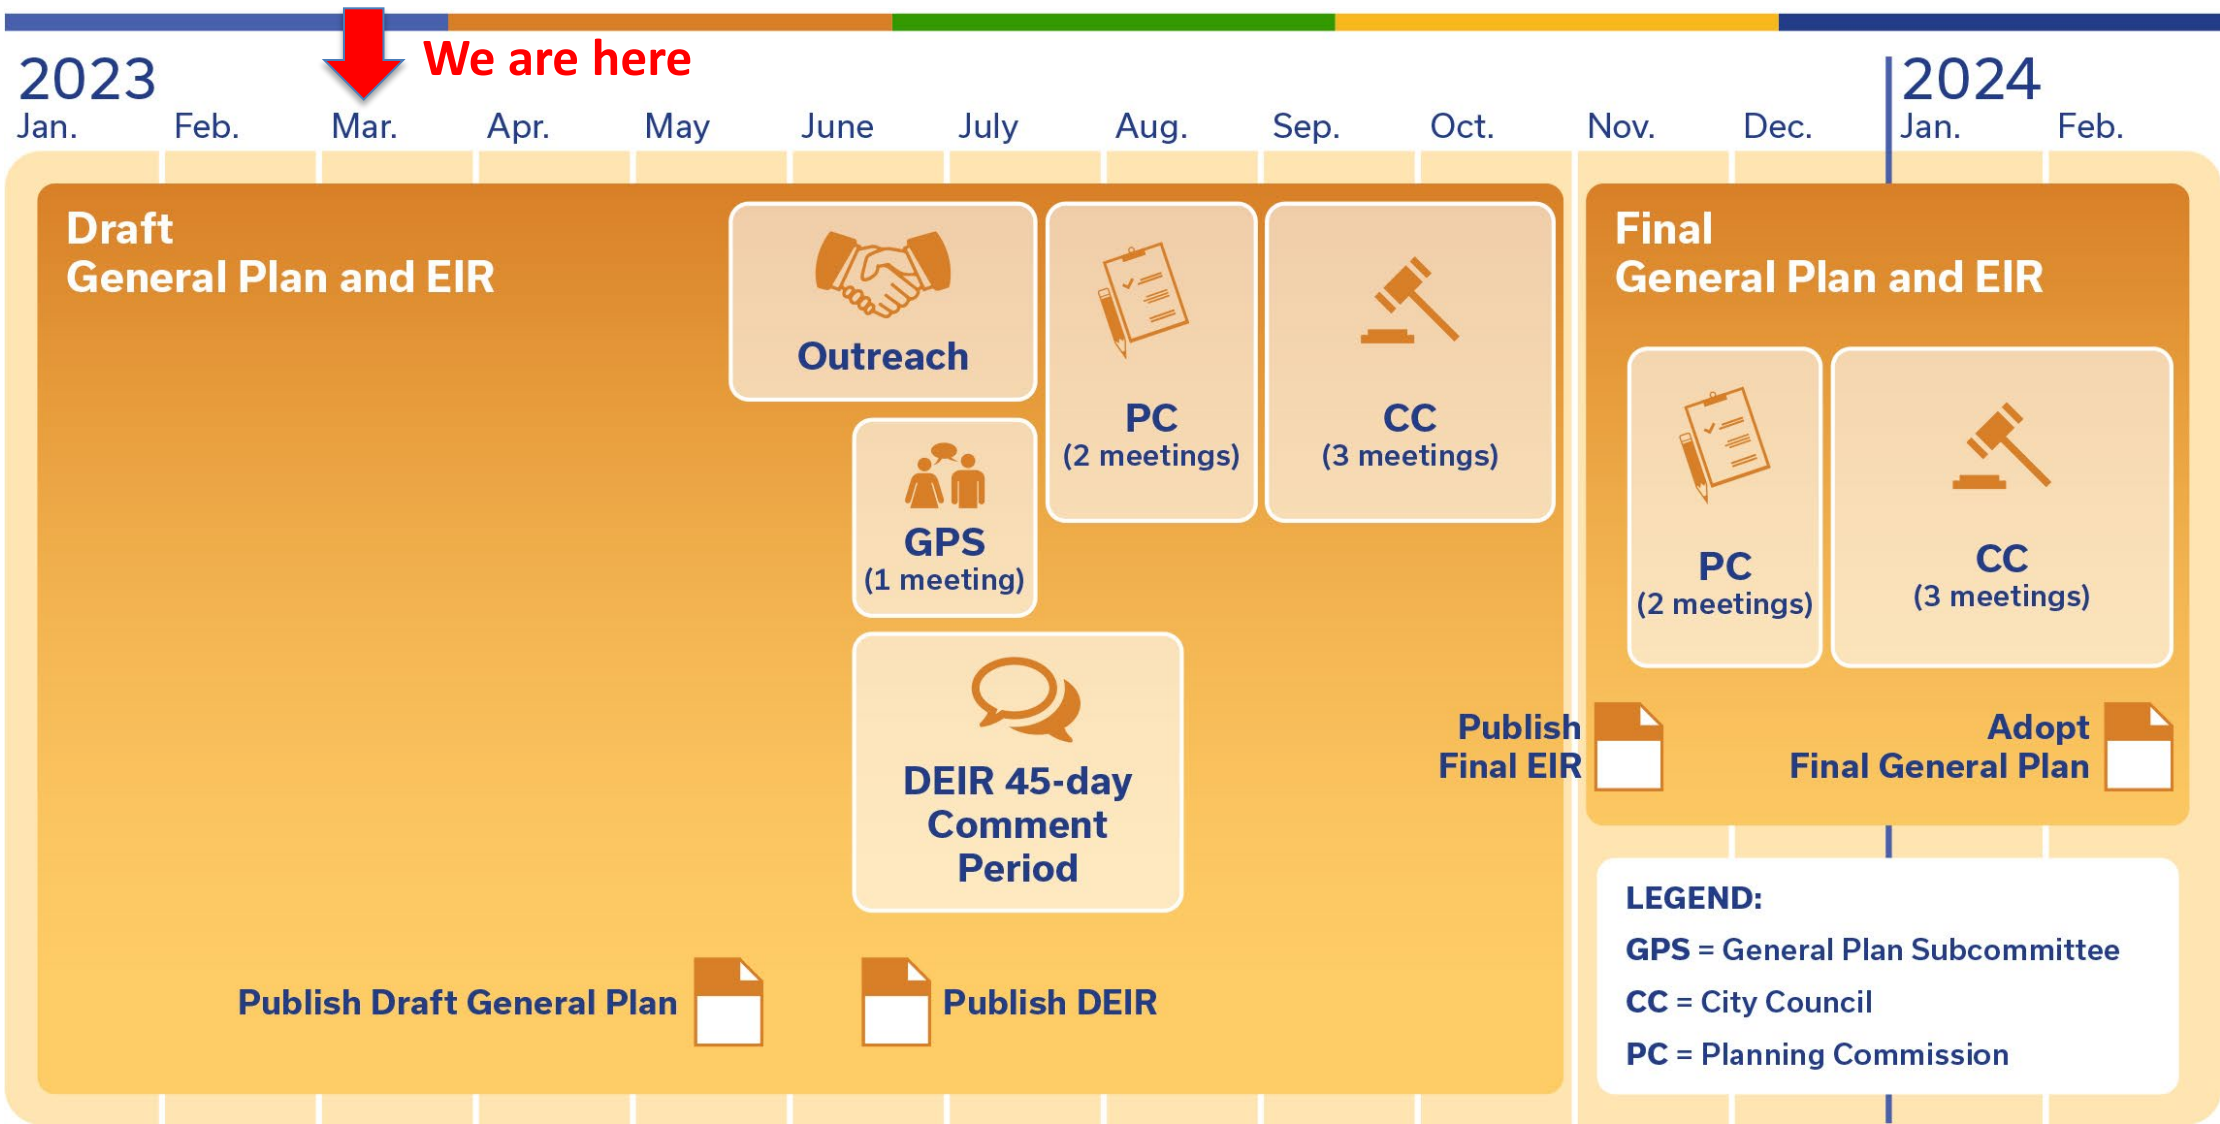 We are here
2023
2024
Jan.
Feb.
Mar.
Apr.
May
June
July
Aug.
Sep.
Oct.
Nov.
Dec.
Jan.
Feb.
Draft
General Plan and EIR
Outreach
GPS
(1 meeting)
PC
(2 meetings)
CC
(3 meetings)
DEIR 45-day
Comment
Period
Publish Draft General Plan
Publish DEIR
Final
General Plan and EIR
PC
(2 meetings)
CC
(3 meetings)
Publish
Final EIR
Adopt
Final General Plan
LEGEND:
GPS = General Plan Subcommittee
CC = City Council
PC = Planning Commission